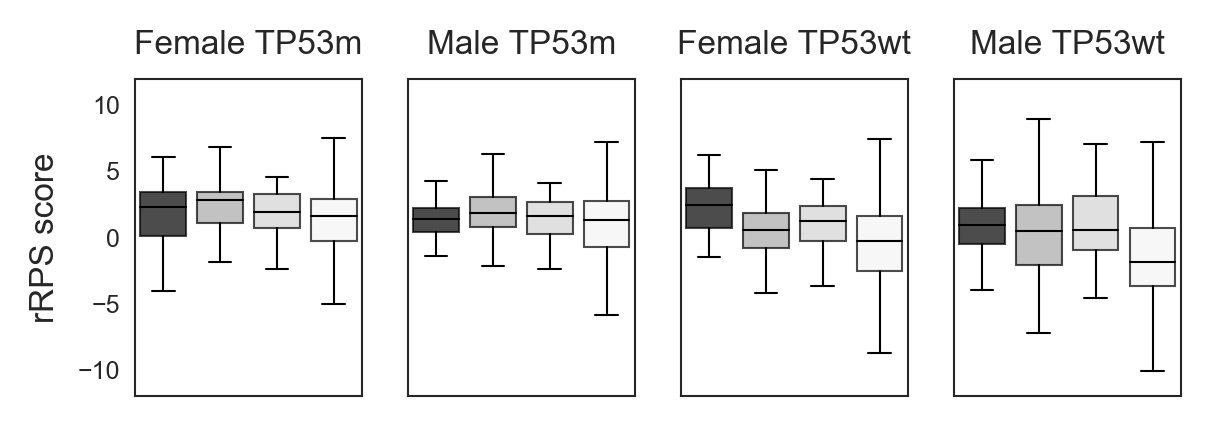 Female TP53m
Male TP53m
Female TP53wt
Male TP53wt
rRPS score
10
5
0
−5
−10